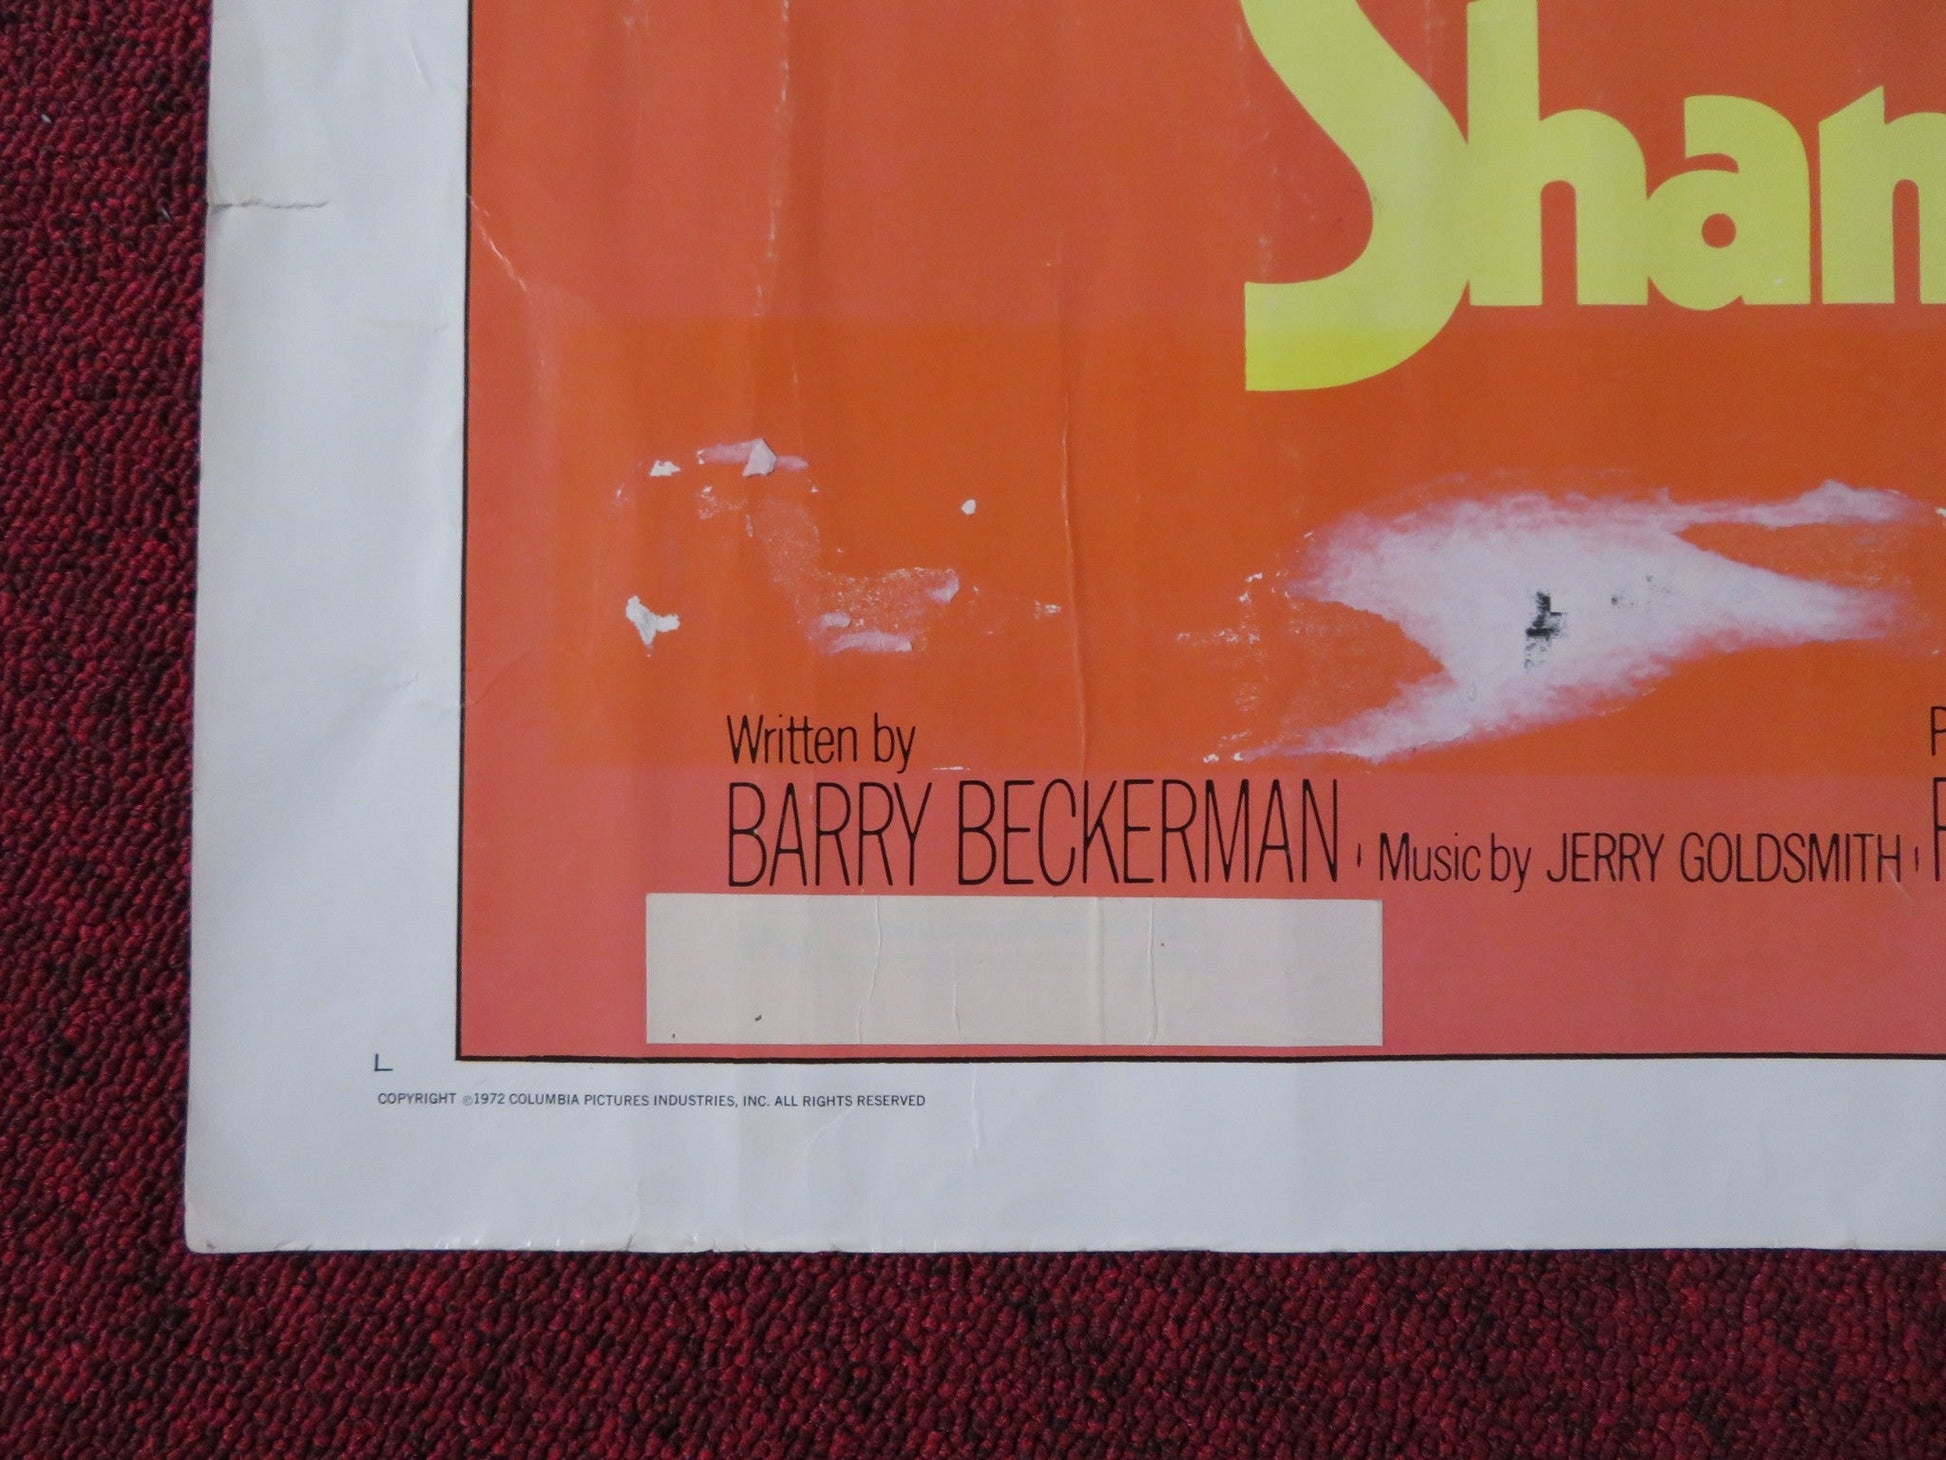 Shan
Written by
BARRY BECKERMAN Music by JERRY GOLDSMITH
L
COPYRIGHT ©1972 COLUMBIA PICTURES INDUSTRIES, INC. ALL RIGHTS RESERVED